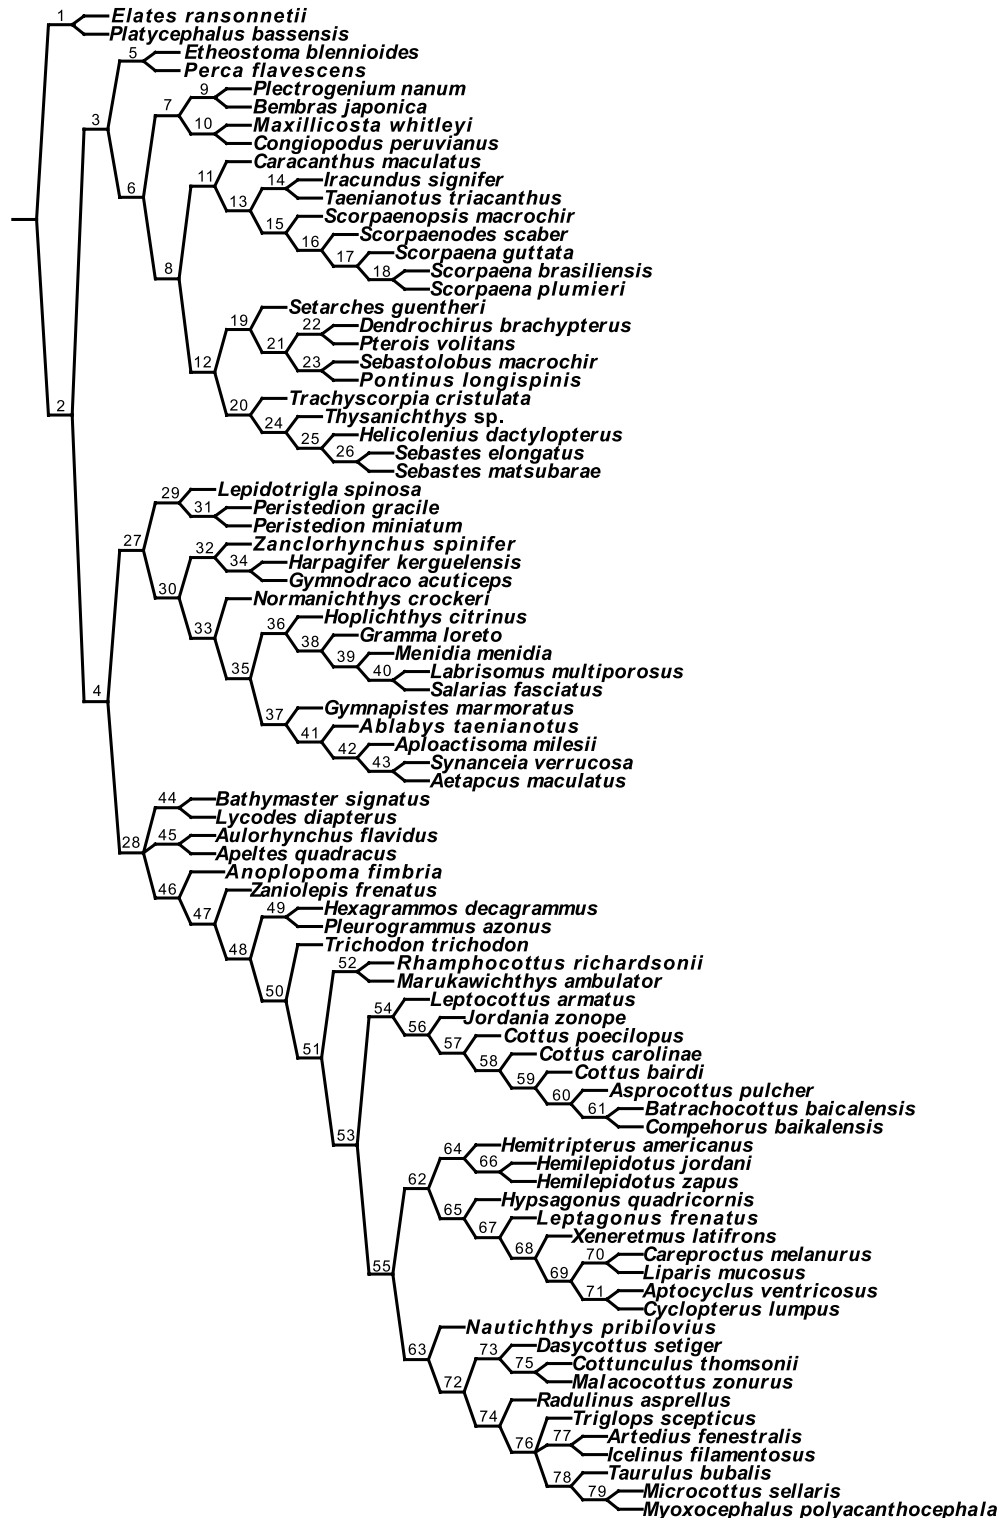 1 Elates ransonnetii
Platycephalus bassensis
5 Etheostoma blennioides
Perca flavescens
9 Plectrogenium nanum
7 Bembras japonica
3 10 Maxillicosta whitleyi
Congiopodus peruvianus
Caracanthus maculatus
11 14 Iracundus signifer
6 13 Taenianotus triacanthus
15 Scorpaenopsis macrochir
16 Scorpaenodes scaber
17 Scorpaena guttata
8 18 Scorpaena brasiliensis
Scorpaena plumieri
Setarches guentheri
19 22 Dendrochirus brachypterus
21 Pterois volitans
12 23 Sebastolobus macrochir
Pontinus longispinis
2 20 Trachyscorpia cristulata
24 Thysanichthys sp.
25 Helicolenius dactylopterus
26 Sebastes elongatus
Sebastes matsubarae
29 Lepidotrigla spinosa
31 Peristedion gracile
Peristedion miniatum
27 32 Zanclorhynchus spinifer
34 Harpagifer kerguelensis
30 Gymnodraco acuticeps
Normanichthys crockeri
33 36 Hoplichthys citrinus
38 Gramma loreto
39 Menidia menidia
35 40 Labrisomus multiporosus
4 Salarias fasciatus
37 Gymnapistes marmoratus
41 Ablabys taenianotus
42 Aploactisoma milesii
43 Synanceia verrucosa
Aetapcus maculatus
44 Bathymaster signatus
Lycodes diapterus
28 45 Aulorhynchus flavidus
Apeltes quadracus
46 Anoplopoma fimbria
Zaniolepis frenatus
47 49 Hexagrammos decagrammus
Pleurogrammus azonus
48 Trichodon trichodon
52 Rhamphocottus richardsonii
Marukawichthys ambulator
50 54 Leptocottus armatus
56 Jordania zonope
57 Cottus poecilopus
51 58 Cottus carolinae
59 Cottus bairdi
60 Asprocottus pulcher
61 Batrachocottus baicalensis
Compehorus baikalensis
53 64 Hemitripterus americanus
66 Hemilepidotus jordani
62 Hemilepidotus zapus
65 Hypsagonus quadricornis
67 Leptagonus frenatus
68 Xeneretmus latifrons
70 Careproctus melanurus
55 69 Liparis mucosus
71 Aptocyclus ventricosus
Cyclopterus lumpus
Nautichthys pribilovius
63 73 Dasycottus setiger
75 Cottunculus thomsonii
72 Malacocottus zonurus
Radulinus asprellus
74 Triglops scepticus
76 77 Artedius fenestralis
Icelinus filamentosus
78 Taurulus bubalis
79 Microcottus sellaris
Myoxocephalus polyacanthocephala